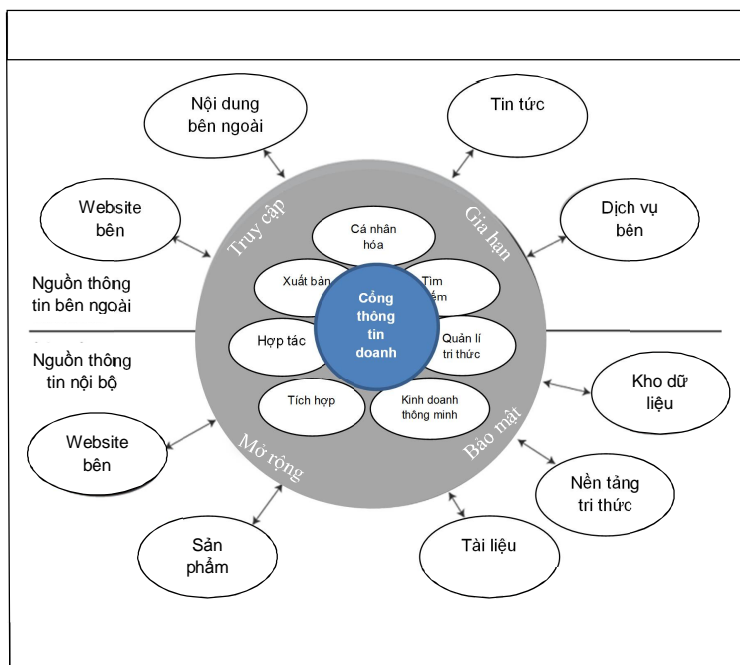 Nội dung
bên ngoài
Tin tức
Website
bên
Dịch vụ
bên
Truy cập
Gia hạn
Cá nhân
hóa
Xuất bản
Tìm
Nguồn thông
tin bên ngoài
Cổng
thông
tin
doanh
Hợp tác
Quản lí
tri thức
Nguồn thông
tin nội bộ
Kho dữ
liệu
Tích hợp
Kinh doanh
thông minh
Website
bên
Mở rộng
Bảo mật
Nền tảng
tri thức
Sản
phẩm
Tài liệu